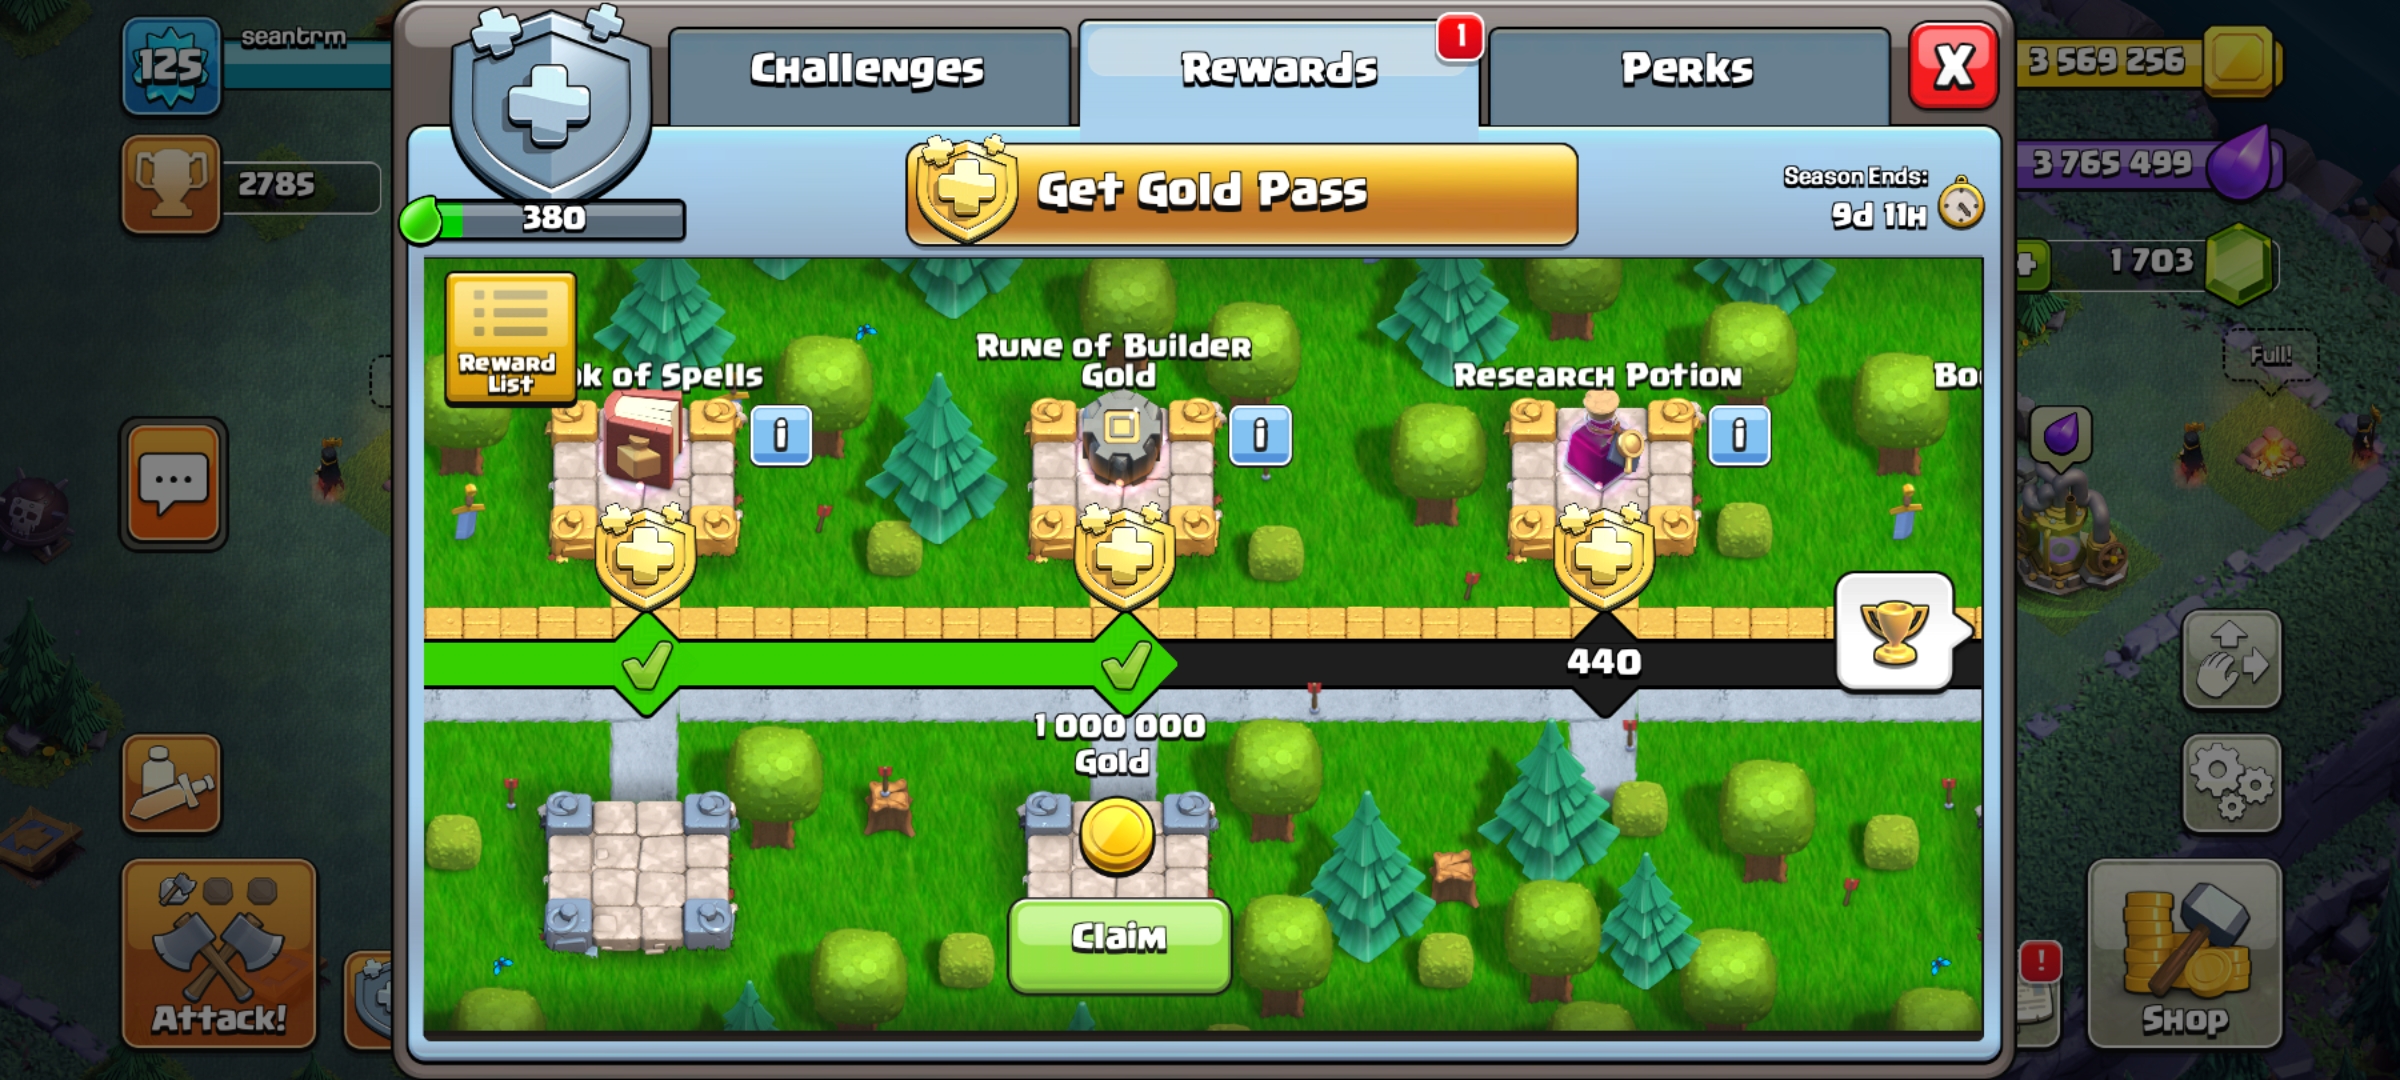 125
seantrm
Challenges
Rewards
1
Perks
X
3 569 256
2785
380
Get Gold Pass
Season Ends:
9d 11h
3 765 499
1 703
Reward
List
ok of Spells
Rune of Builder
Gold
Research Potion
Boo
Full!
i
i
i
440
1 000 000
Gold
Claim
Attack!
!
Shop